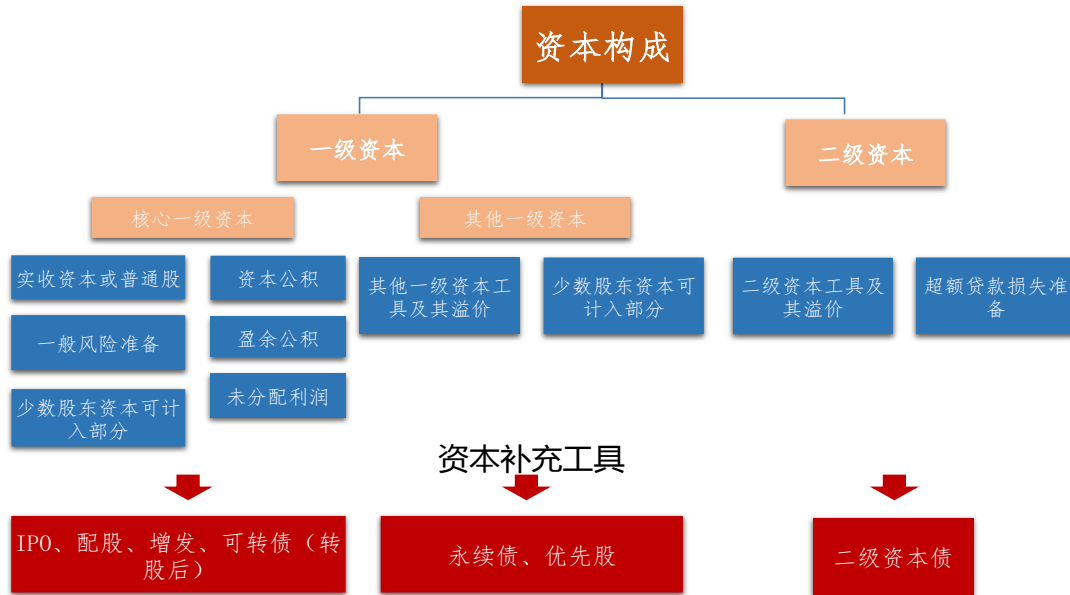 资本构成
一级资本
二级资本
核心一级资本
其他一级资本
实收资本或普通股
资本公积
其他一级资本工
具及其溢价
少数股东资本可
计入部分
二级资本工具及
其溢价
超额贷款损失准
备
一般风险准备
盈余公积
少数股东资本可计
入部分
未分配利润
资本补充工具
IPO、配股、增发、可转债（转
股后）
永续债、优先股
二级资本债